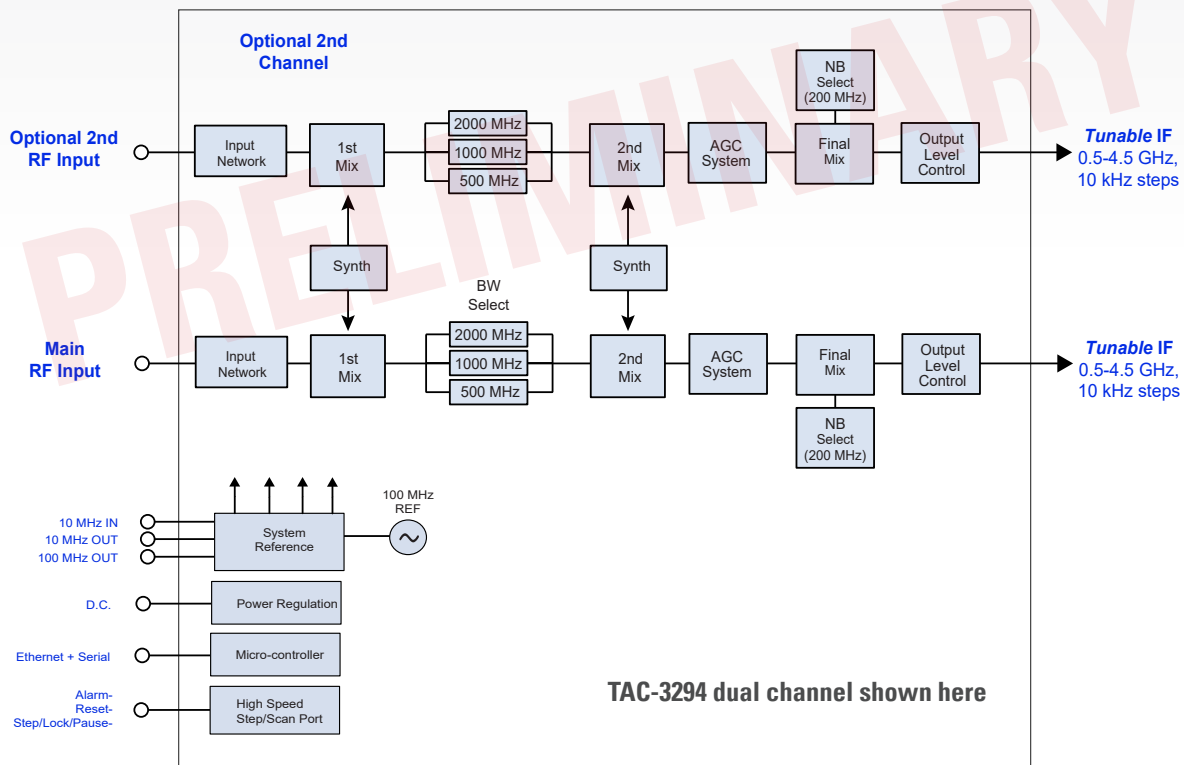 PRELIMINARY
Optional 2nd
Channel
NB
Select
(200 MHz)
Optional 2nd
RF Input
Input
Network
1st
Mix
2000 MHz
1000 MHz
500 MHz
2nd
Mix
AGC
System
Final
Mix
Output
Level
Control
Tunable IF
0.5-4.5 GHz,
10 kHz steps
Synth
Synth
BW
Select
Main
RF Input
Input
Network
1st
Mix
2000 MHz
1000 MHz
500 MHz
2nd
Mix
AGC
System
Final
Mix
Output
Level
Control
Tunable IF
0.5-4.5 GHz,
10 kHz steps
NB
Select
(200 MHz)
10 MHz IN
10 MHz OUT
100 MHz OUT
System
Reference
100 MHz
REF
D.C.
Power Regulation
Ethernet + Serial
Micro-controller
Alarm-
Reset-
Step/Lock/Pause-
High Speed
Step/Scan Port
TAC-3294 dual channel shown here